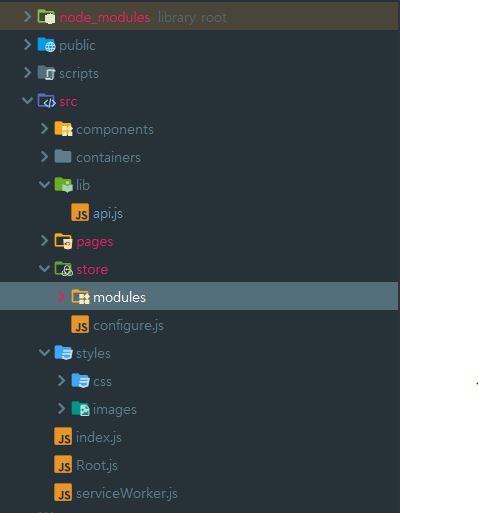 node_modules library root
public
scripts
src
components
containers
lib
JS api.js
pages
store
modules
JS configure.js
styles
css
images
JS index.js
JS Root.js
JS serviceWorker.js